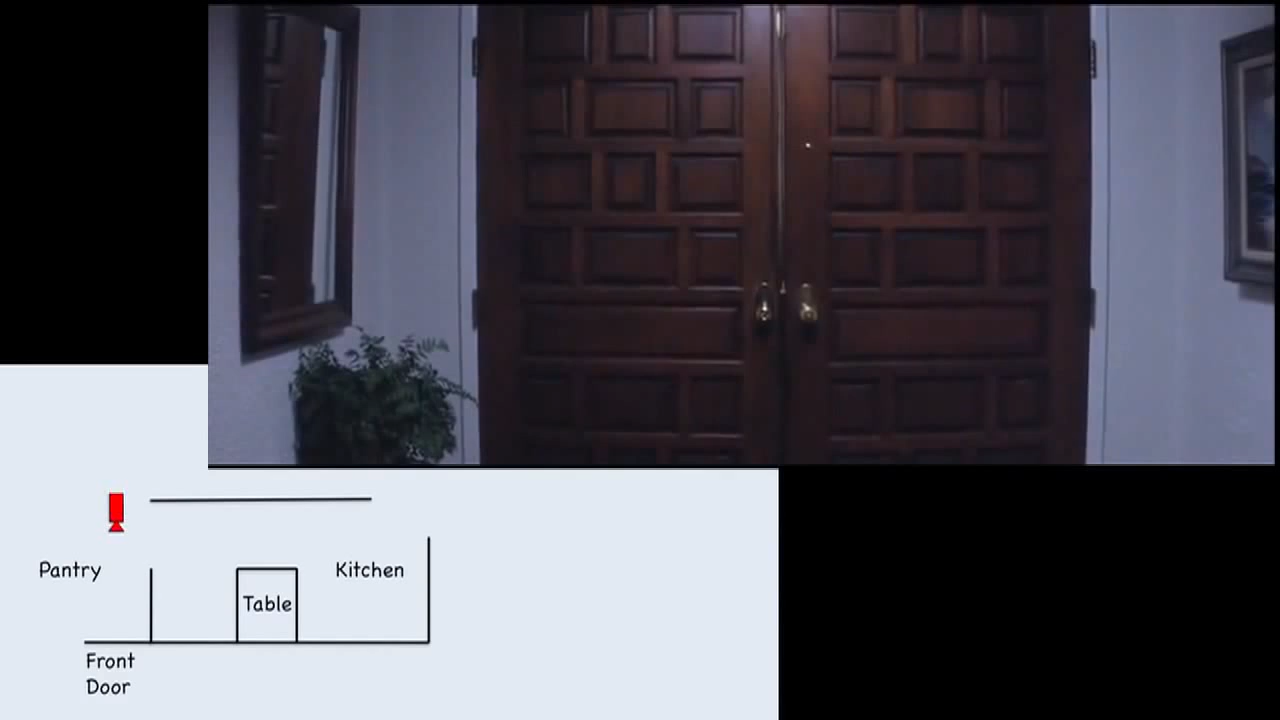 Pantry
Kitchen
Table
Front
Door